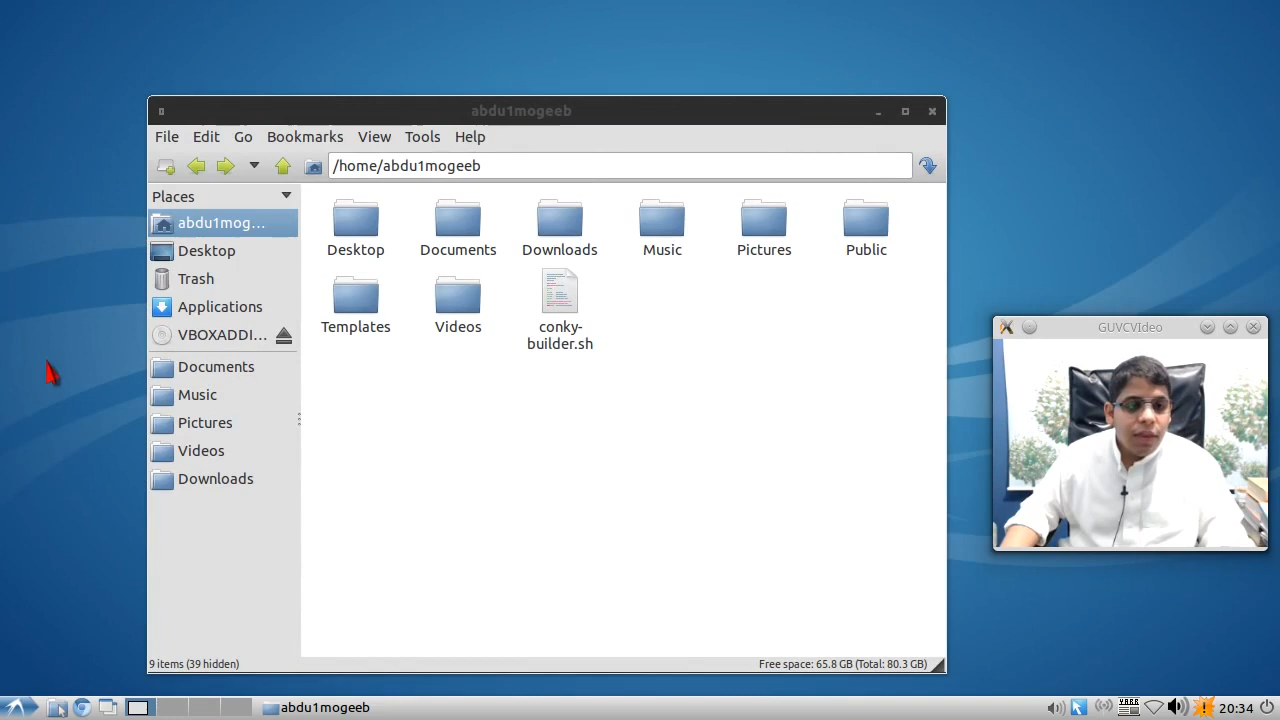 abdu1mogeeb
File Edit Go Bookmarks View Tools Help
/home/abdu1mogeeb
Places
abdu1mog...
Desktop
Trash
Applications
VBOXADDI...
Documents
Music
Pictures
Videos
Downloads
Desktop Documents Downloads Music Pictures Public
Templates Videos conky-
builder.sh
9 items (39 hidden) Free space: 65.8 GB (Total: 80.3 GB)
GUVCVIdeo
abdu1mogeeb 20:34